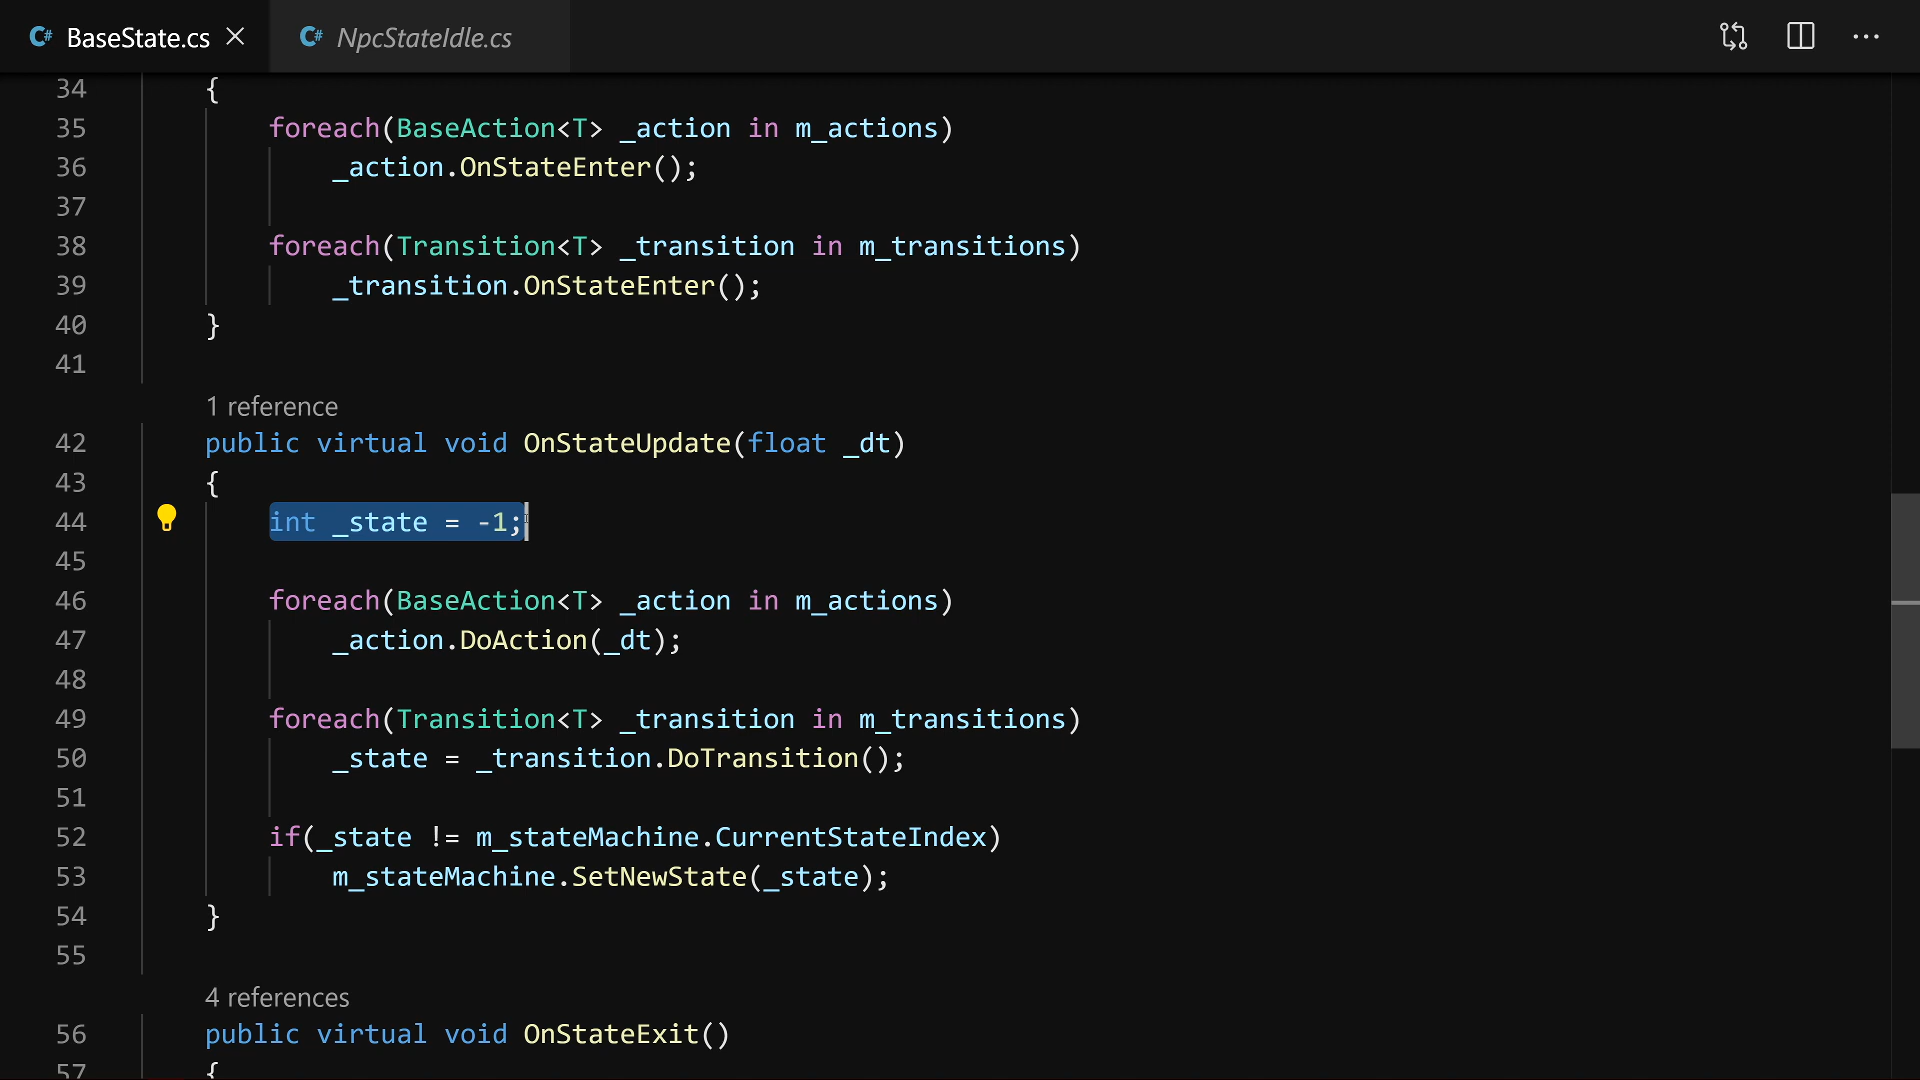 C# BaseState.cs
C# NpcStateIdle.cs
34 {
35 foreach(BaseAction<T> _action in m_actions)
36 _action.OnStateEnter();
37
38 foreach(Transition<T> _transition in m_transitions)
39 _transition.OnStateEnter();
40 }
41
1 reference
42 public virtual void OnStateUpdate(float _dt)
43 {
44 int _state = -1;
45
46 foreach(BaseAction<T> _action in m_actions)
47 _action.DoAction(_dt);
48
49 foreach(Transition<T> _transition in m_transitions)
50 _state = _transition.DoTransition();
51
52 if(_state != m_stateMachine.CurrentStateIndex)
53 m_stateMachine.SetNewState(_state);
54 }
55
4 references
56 public virtual void OnStateExit()
57 {